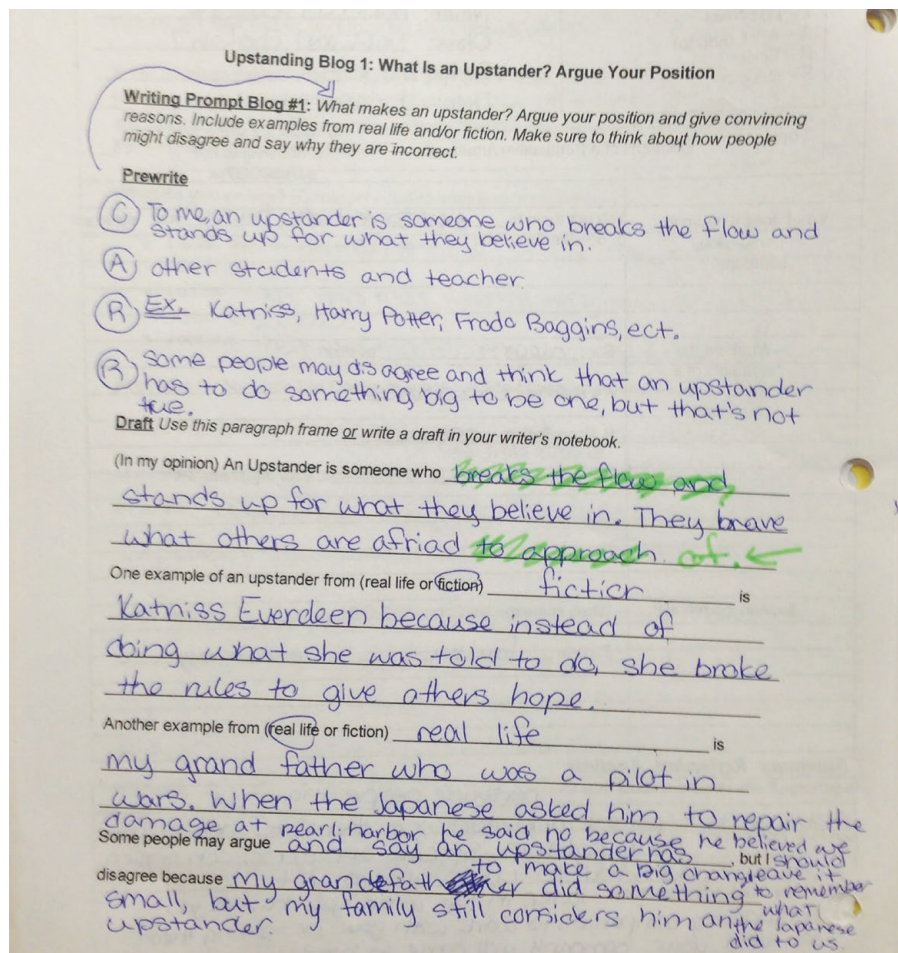 Upstanding Blog 1: What Is an Upstander? Argue Your Position
Writing Prompt Blog #1: What makes an upstander? Argue your position and give convincing
reasons. Include examples from real life and/or fiction. Make sure to think about how people
might disagree and say why they are incorrect.
Prewrite
C To me, an upstander is someone who breaks the flow and
stands up for what they believe in.
A other students and teacher.
R Ex. Katniss, Harry Potter, Frodo Baggins, ect.
R some people may disagree and think that an upstander
has to do something big to be one, but that's not
true.
Draft Use this paragraph frame or write a draft in your writer's notebook.
(In my opinion) An Upstander is someone who breaks the flow and
stands up for what they believe in. They brave
what others are afriad to approach of.
One example of an upstander from (real life or fiction) fiction is
Katniss Everdeen because instead of
doing what she was told to do, she broke
the rules to give others hope.
Another example from (real life or fiction) real life is
my grand father who was a pilot in
wars. When the Japanese asked him to repair the
damage at pearl harbor he said no because he believed we
should
leave it
to remember
what
the Japanese
did to us.
Some people may argue and say an upstander has , but I
to make a big change
disagree because my grandefather did something
small, but my family still considers him an
upstander.